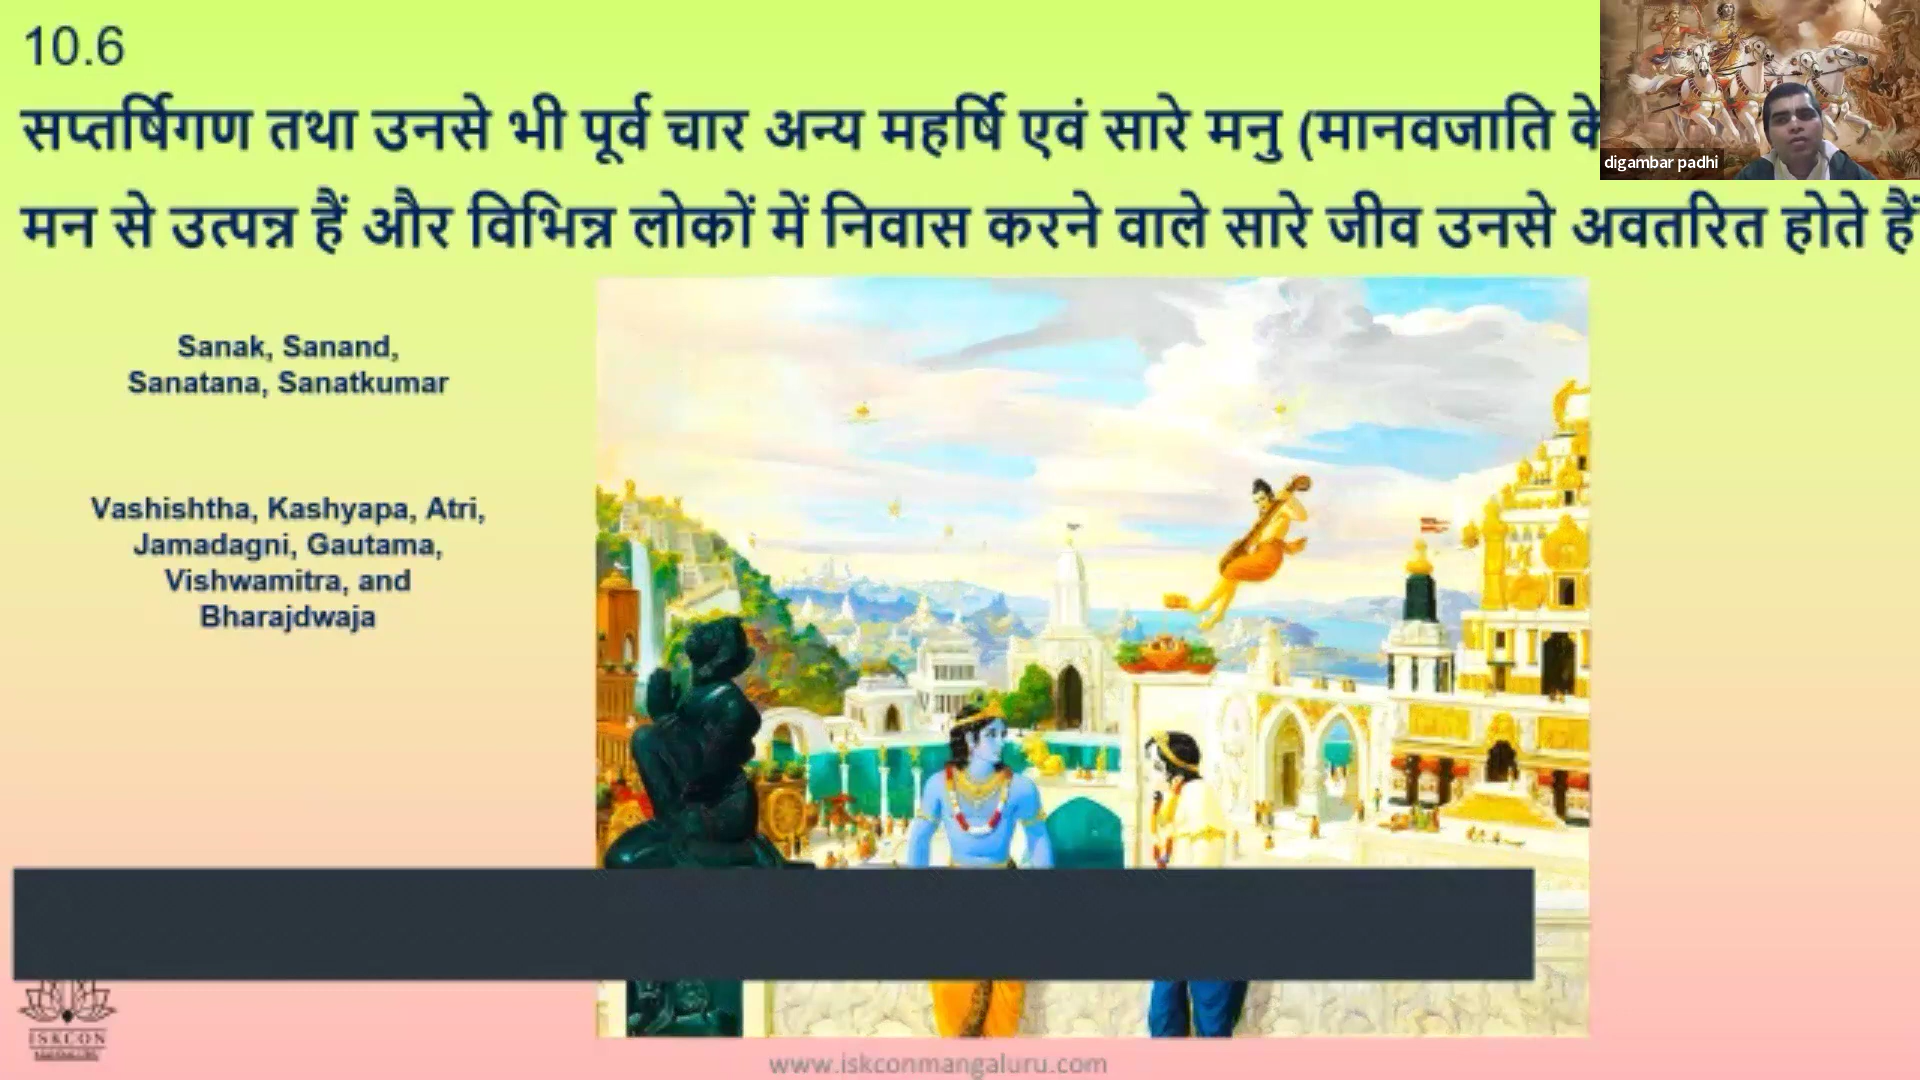 10.6
सप्तर्षिगण तथा उनसे भी पूर्व चार अन्य महर्षि एवं सारे मनु (मानवजाति के
digambar padhi
मन से उत्पन्न हैं और विभिन्न लोकों में निवास करने वाले सारे जीव उनसे अवतरित होते हैं
Sanak, Sanand,
Sanatana, Sanatkumar
Vashishtha, Kashyapa, Atri,
Jamadagni, Gautama,
Vishwamitra, and
Bharajdwaja
ISKCON
www.iskconmangaluru.com